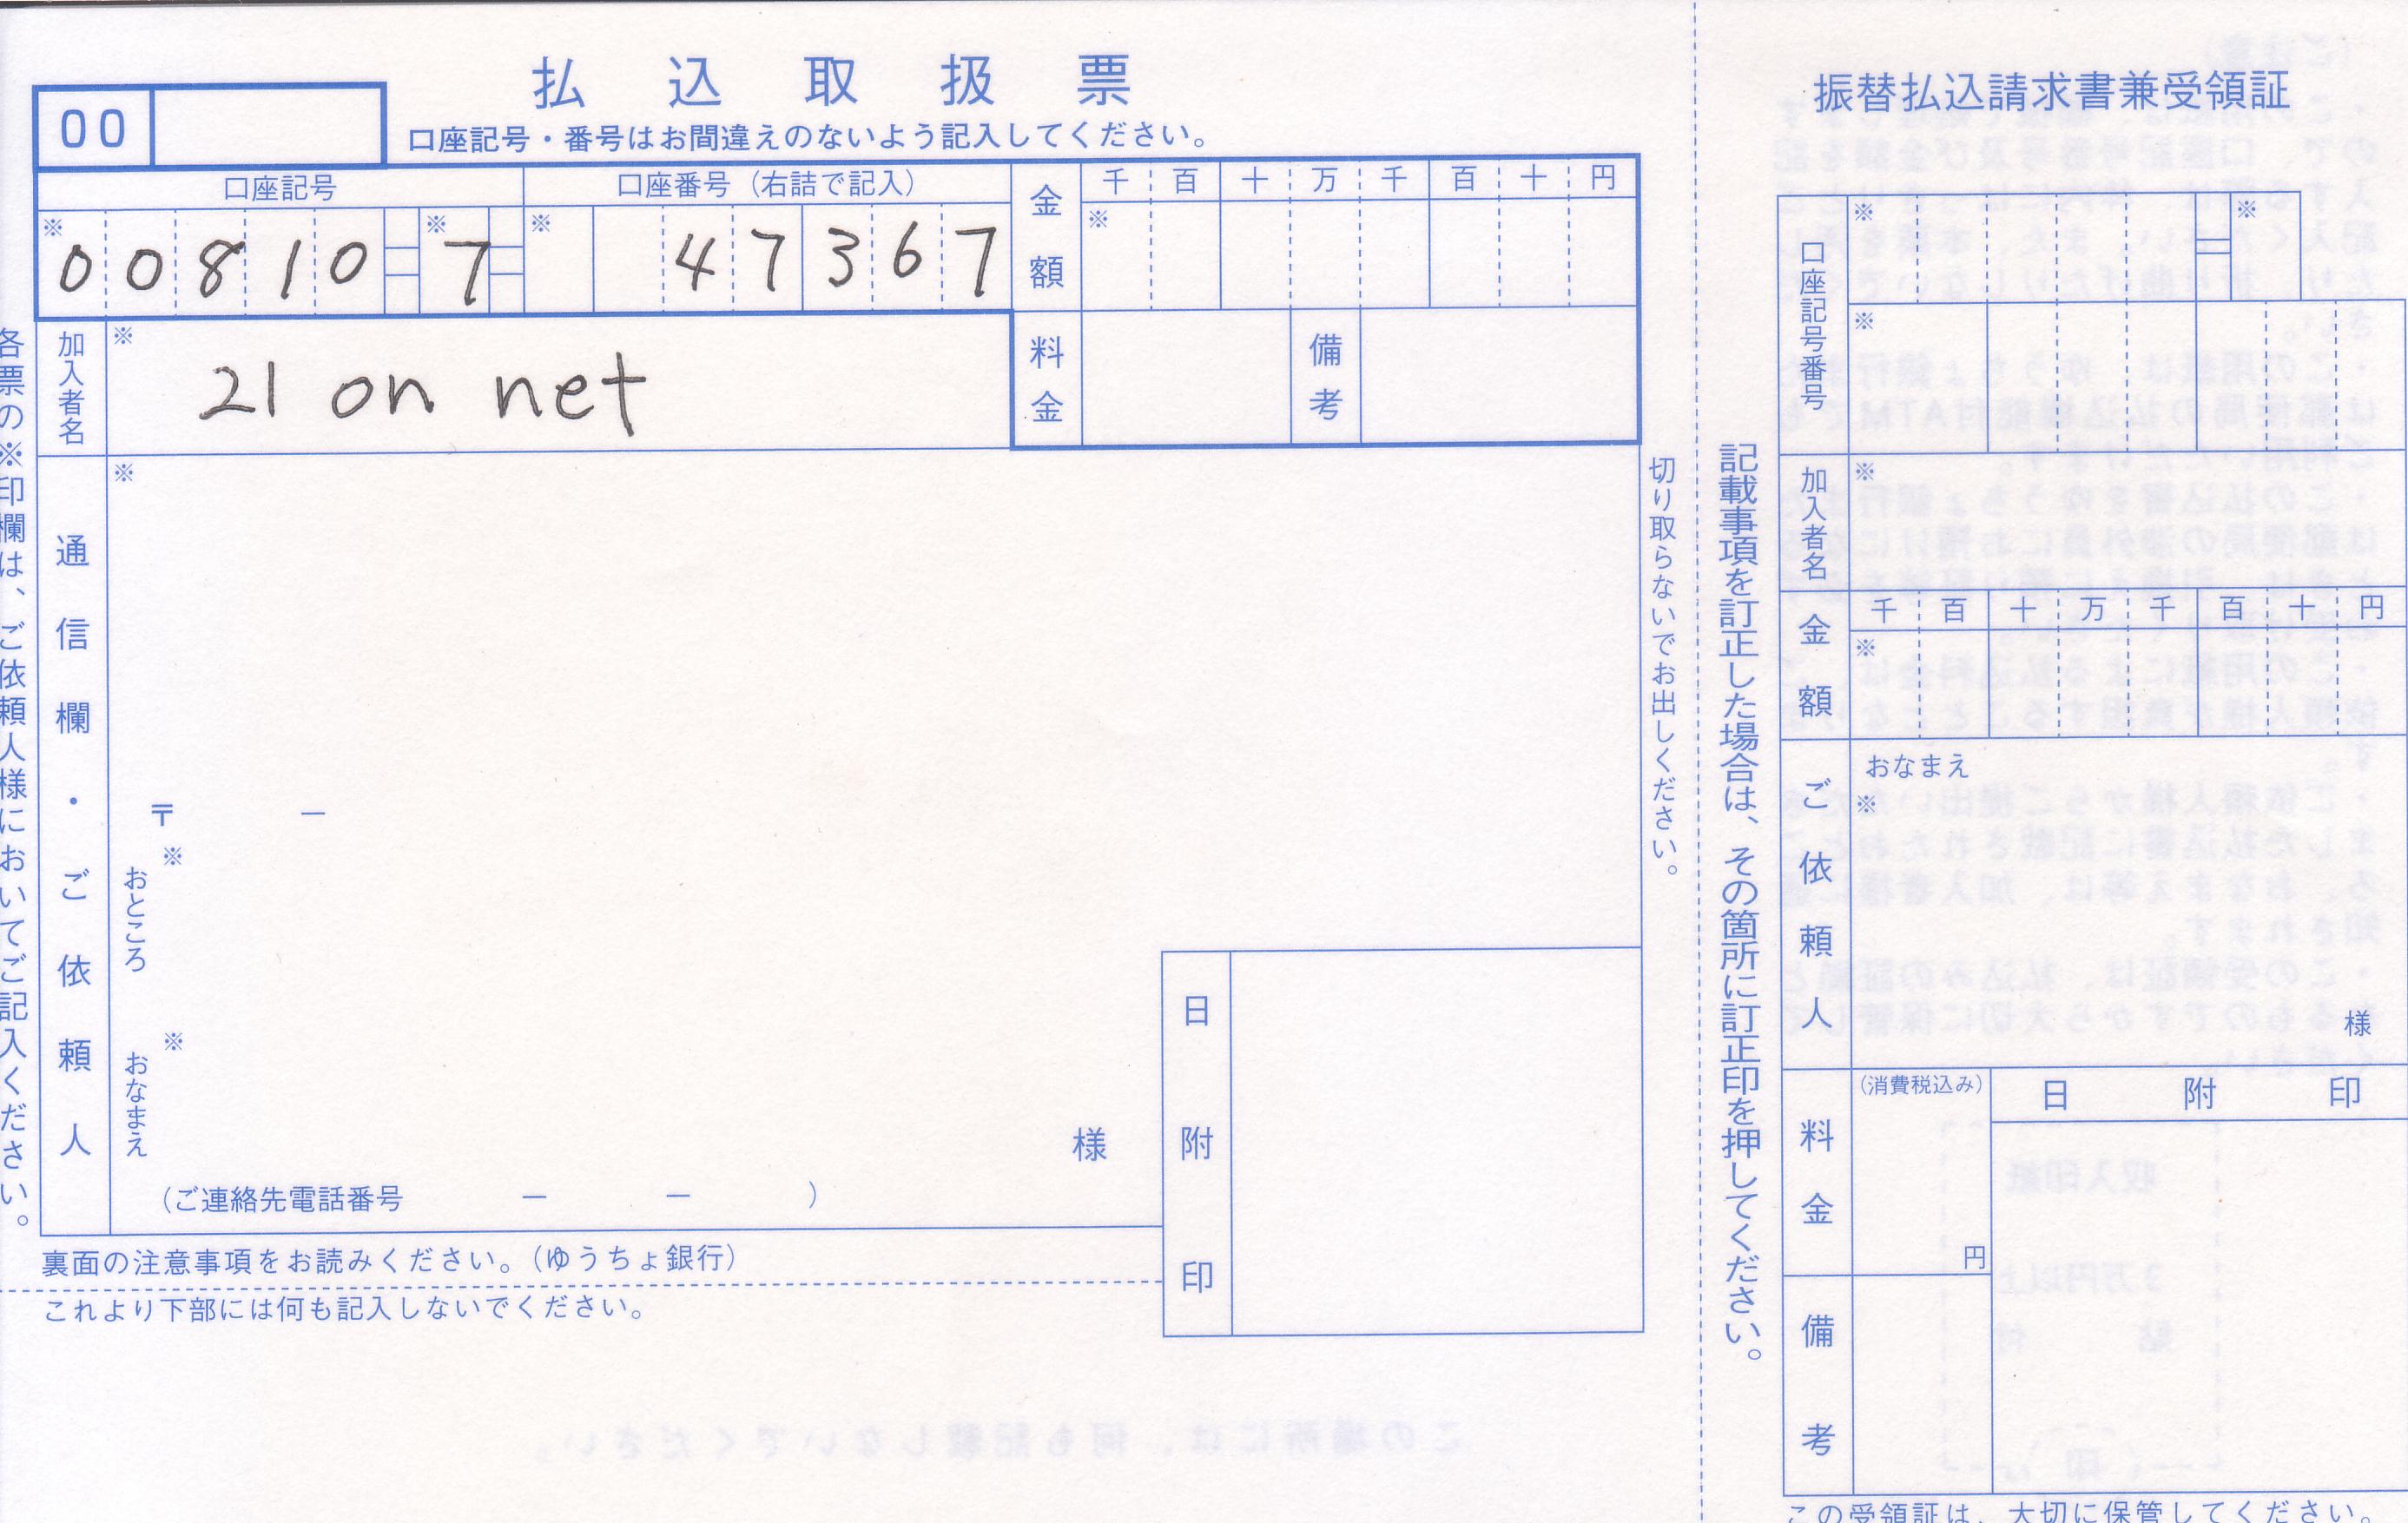 払込取扱票
00
口座記号・番号はお間違えのないよう記入してください。
口座記号
口座番号（右詰で記入）
※ 00810 ※ 7
※ 47367
金額
千 百 十 万 千 百 十 円
※
加入者名
※
21 on net
料金
備考
各票の※印欄は、ご依頼人様においてご記入ください。
通信欄・ご依頼人
※
〒 －
おところ
※
おなまえ
※
様
（ご連絡先電話番号 － － ）
日附印
裏面の注意事項をお読みください。（ゆうちょ銀行）
これより下部には何も記入しないでください。
切り取らないでお出しください。
記載事項を訂正した場合は、その箇所に訂正印を押してください。
振替払込請求書兼受領証
口座記号番号
※ ※
※
加入者名
※
金額
千 百 十 万 千 百 十 円
※
ご依頼人
おなまえ
※
様
料金
（消費税込み）
円
日 附 印
備考
この受領証は、大切に保管してください。